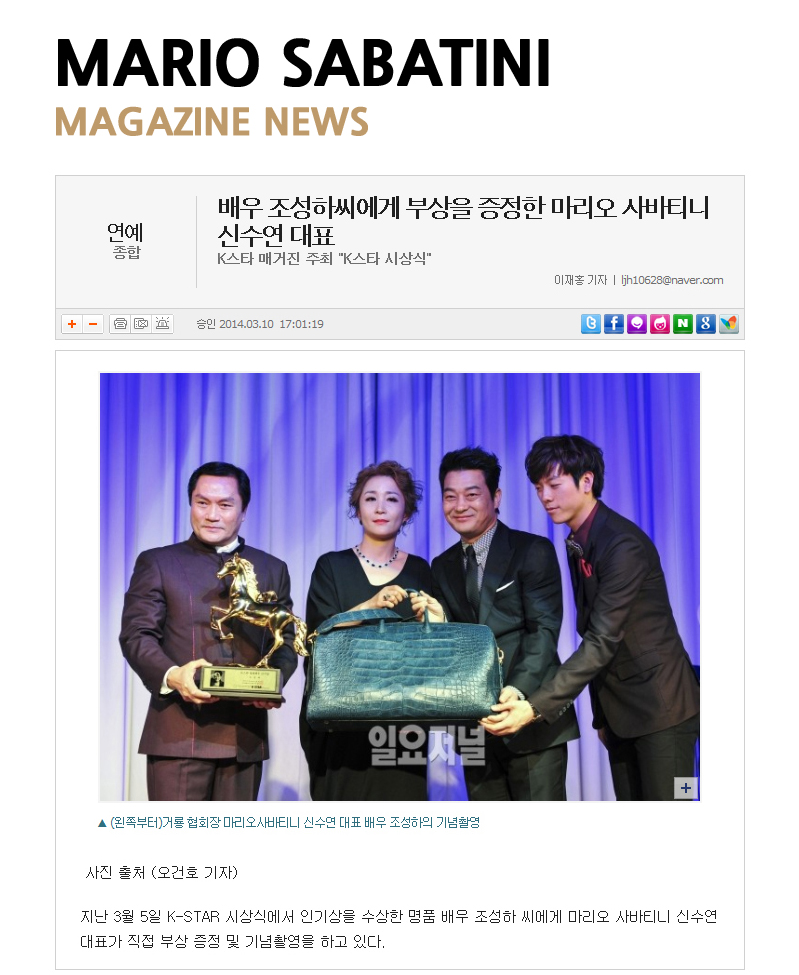 MARIO SABATINI
MAGAZINE NEWS
연예
종합
배우 조성하씨에게 부상을 증정한 마리오 사바티니
신수연 대표
K스타 매거진 주최 "K스타 시상식"
이재홍 기자 | ljh10628@naver.com
승인 2014.03.10 17:01:19
일요저널
▲ (왼쪽부터)거룡 협회장 마리오사바티니 신수연 대표 배우 조성하의 기념촬영
사진 출처 (오건호 기자)
지난 3월 5일 K-STAR 시상식에서 인기상을 수상한 명품 배우 조성하 씨에게 마리오 사바티니 신수연
대표가 직접 부상 증정 및 기념촬영을 하고 있다.